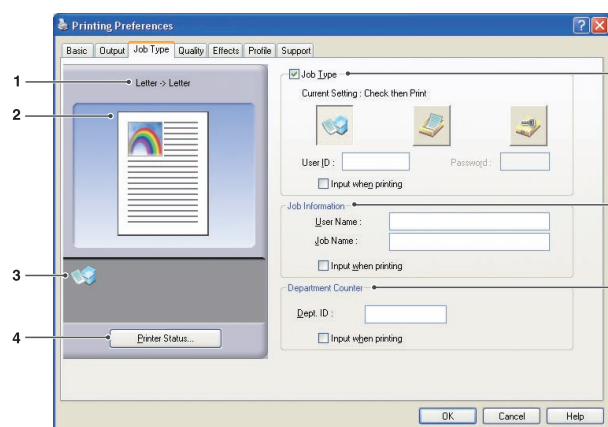 Printing Preferences
Basic Output Job Type Quality Effects Profile Support
1
Letter -> Letter
2
3
4
Printer Status...
Job Type
Current Setting : Check then Print
User ID :
Password :
Input when printing
Job Information
User Name :
Job Name :
Input when printing
Department Counter
Dept. ID :
Input when printing
OK Cancel Help